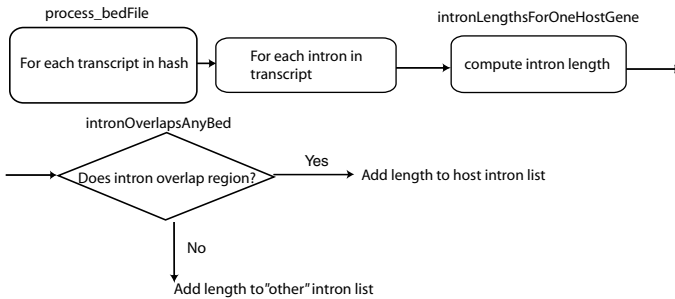 process_bedFile
intronLengthsForOneHostGene
For each transcript in hash
For each intron in
transcript
compute intron length
intronOverlapsAnyBed
Does intron overlap region?
Yes
Add length to host intron list
No
Add length to"other" intron list